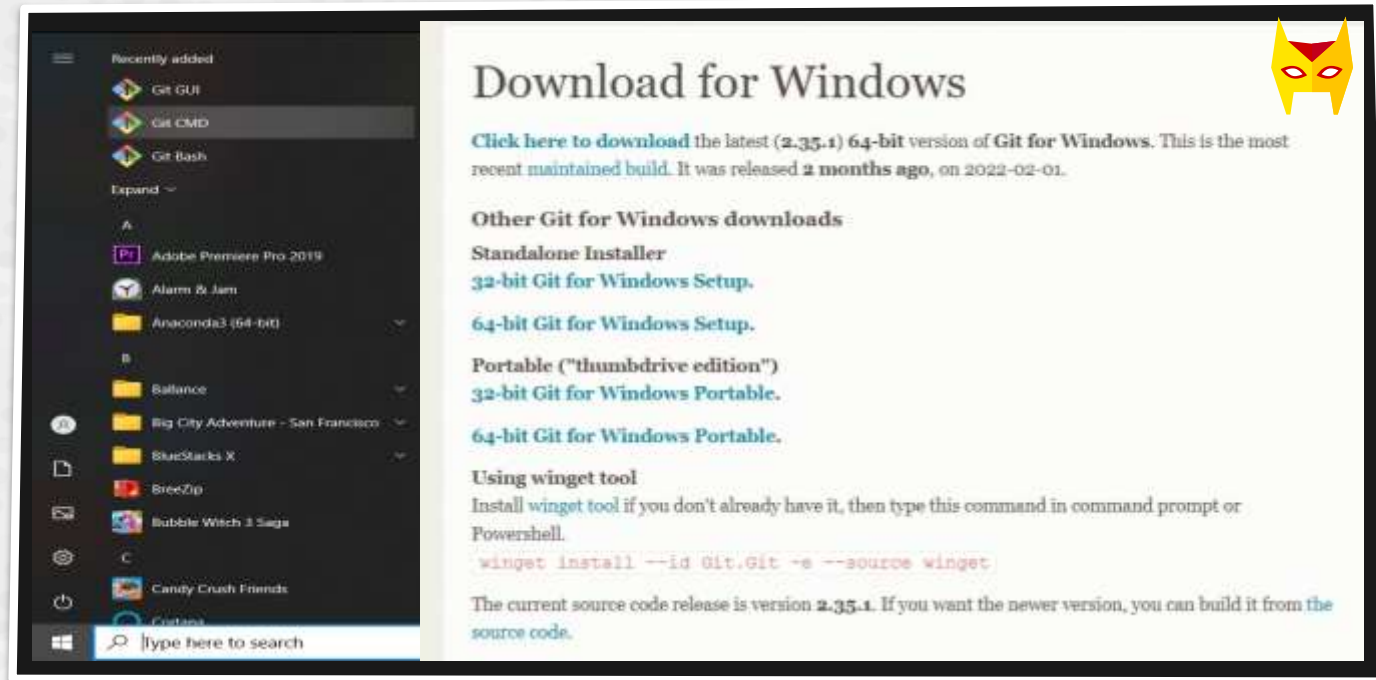 Recently added
Git GUI
Git CMD
Git Bash
Expand
A
Pr Adobe Premiere Pro 2019
Alarm & Jam
Anaconda3 (64-bit)
B
Ballance
Big City Adventure - San Francisco
BlueStacks X
BreeZip
Bubble Witch 3 Saga
C
Candy Crush Friends
Cortana
Type here to search
Download for Windows
Click here to download the latest (2.35.1) 64-bit version of Git for Windows. This is the most
recent maintained build. It was released 2 months ago, on 2022-02-01.
Other Git for Windows downloads
Standalone Installer
32-bit Git for Windows Setup.
64-bit Git for Windows Setup.
Portable ("thumbdrive edition")
32-bit Git for Windows Portable.
64-bit Git for Windows Portable.
Using winget tool
Install winget tool if you don't already have it, then type this command in command prompt or
Powershell.
winget install --id Git.Git -e --source winget
The current source code release is version 2.35.1. If you want the newer version, you can build it from the
source code.